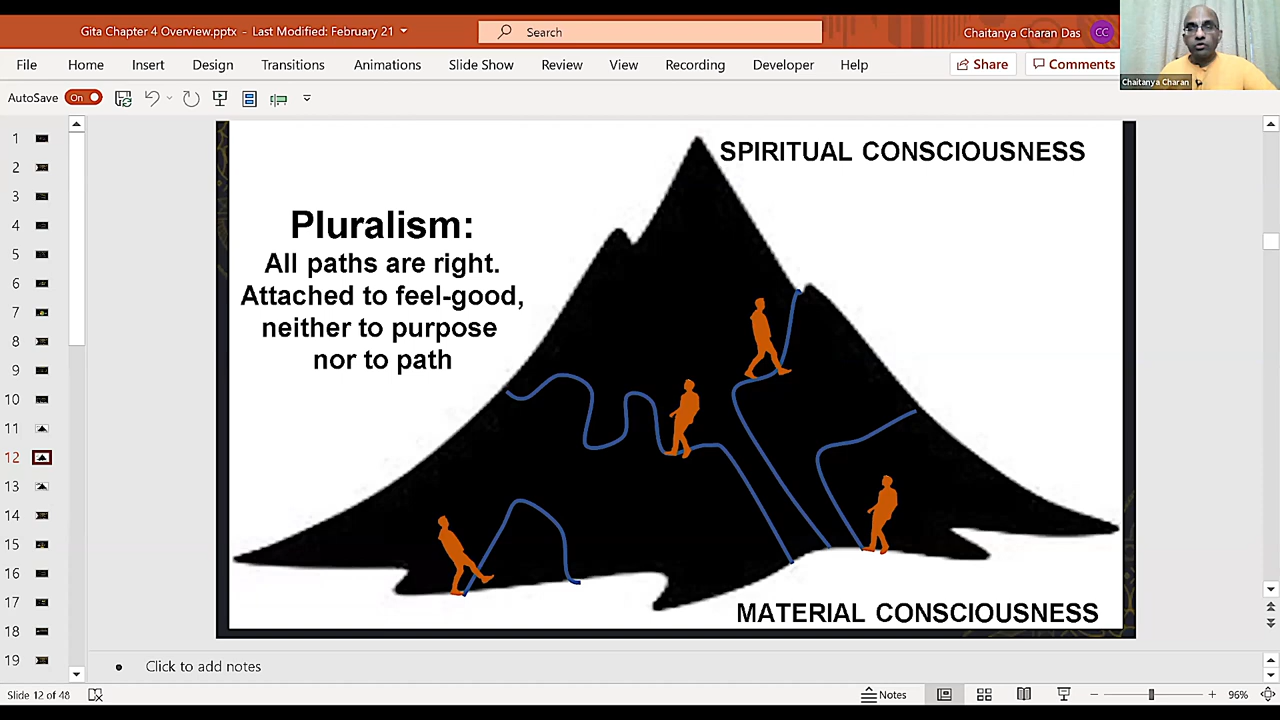 Gita Chapter 4 Overview.pptx - Last Modified: February 21
Search
Chaitanya Charan Das
CC
Chaitanya Charan
File Home Insert Design Transitions Animations Slide Show Review View Recording Developer Help
Share
Comments
AutoSave On
1
2
3
4
5
6
7
8
9
10
11
12
13
14
15
16
17
18
19
SPIRITUAL CONSCIOUSNESS
Pluralism:
All paths are right.
Attached to feel-good,
neither to purpose
nor to path
MATERIAL CONSCIOUSNESS
Click to add notes
Slide 12 of 48
Notes
96%